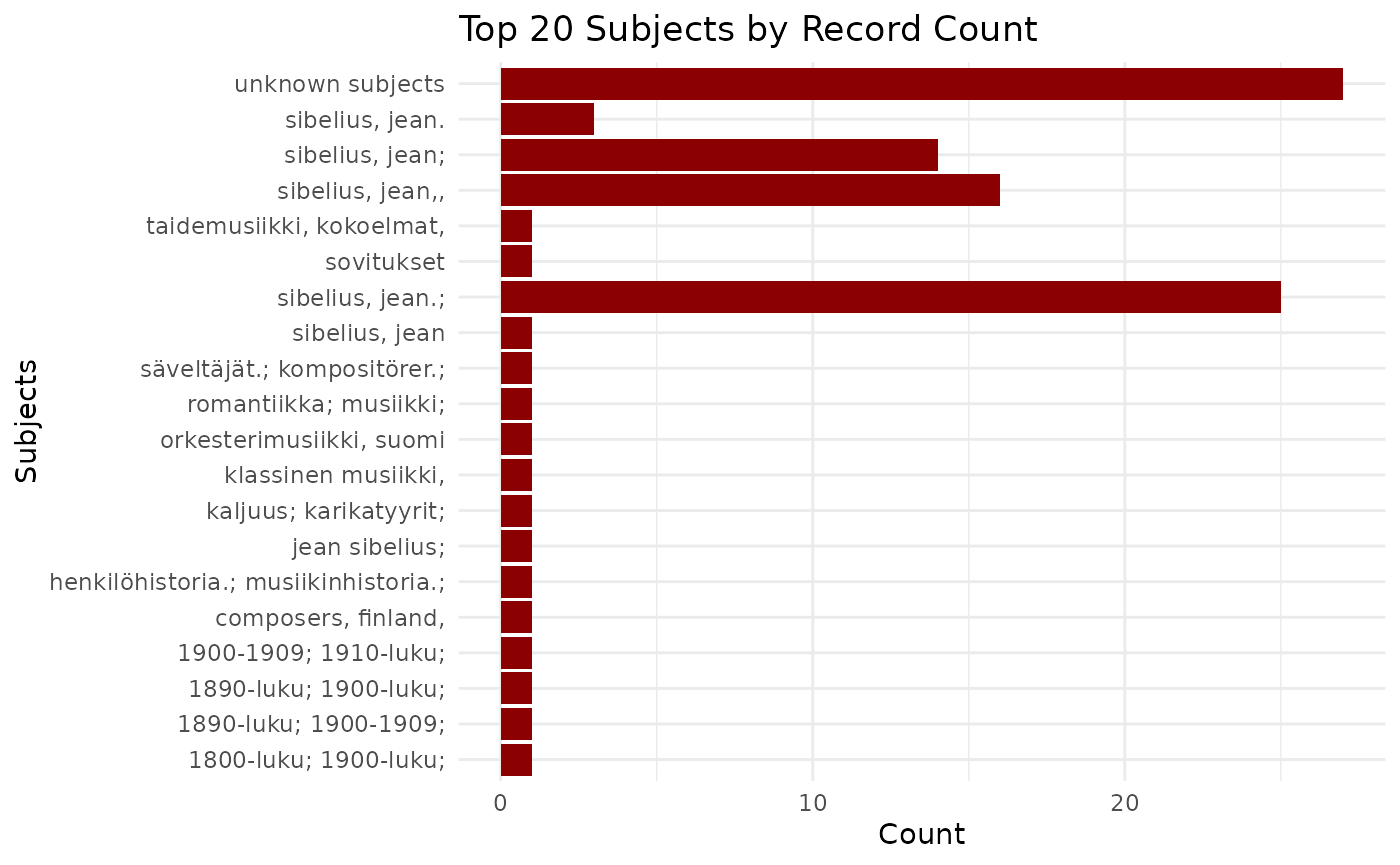 Top 20 Subjects by Record Count
unknown subjects
sibelius, jean.
sibelius, jean;
sibelius, jean,,
taidemusiikki, kokoelmat,
sovitukset
sibelius, jean.;
sibelius, jean
säveltäjät.; kompositörer.;
romantiikka; musiikki;
orkesterimusiikki, suomi
klassinen musiikki,
kaljuus; karikatyyrit;
jean sibelius;
henkilöhistoria.; musiikinhistoria.;
composers, finland,
1900-1909; 1910-luku;
1890-luku; 1900-luku;
1890-luku; 1900-1909;
1800-luku; 1900-luku;
Subjects
0 10 20
Count